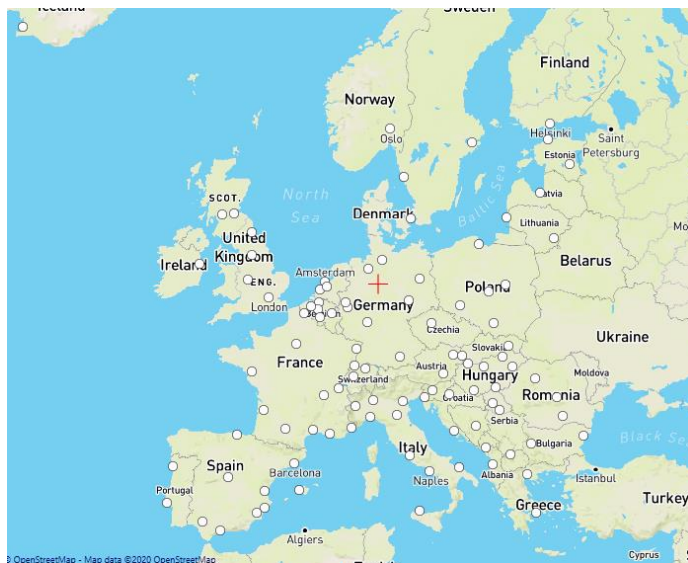 Iceland
Sweden
Finland
Norway
Oslo
Helsinki
Saint
Petersburg
Estonia
North
Sea
Baltic Sea
SCOT.
Latvia
Denmark
Lithuania
United
Kingdom
Ireland
Amsterdam
ENG.
London
Belarus
Poland
Germany
Czechia
Ukraine
Slovakia
France
Switzerland
Austria
Hungary
Moldova
Croatia
Romania
Serbia
Italy
Bulgaria
Black Sea
Spain
Barcelona
Naples
Albania
Istanbul
Portugal
Greece
Turkey
Algiers
Cyprus
OpenStreetMap - Map data ©2020 OpenStreetMap